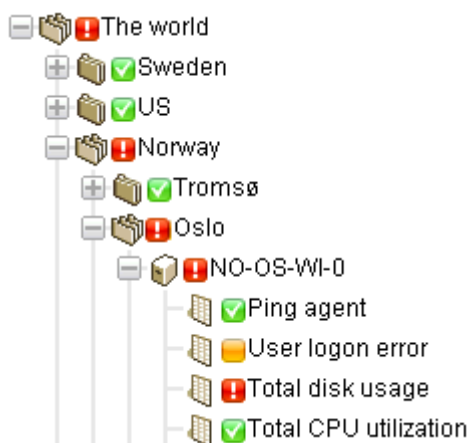 The world
Sweden
US
Norway
Tromsø
Oslo
NO-OS-WI-0
Ping agent
User logon error
Total disk usage
Total CPU utilization